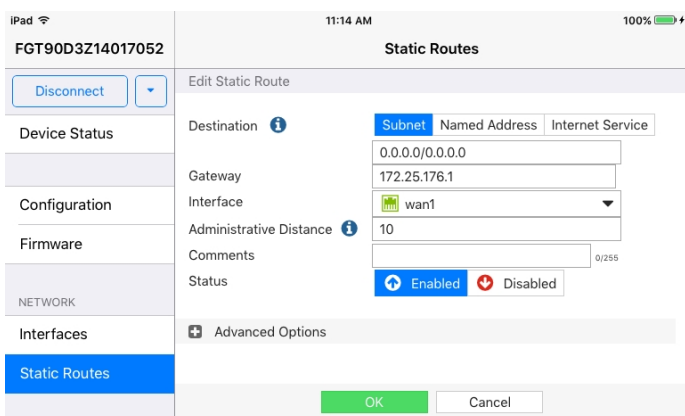 iPad 11:14 AM 100%
FGT90D3Z14017052
Static Routes
Disconnect
Device Status
Configuration
Firmware
NETWORK
Interfaces
Static Routes
Edit Static Route
Destination Subnet Named Address Internet Service
0.0.0.0/0.0.0.0
Gateway 172.25.176.1
Interface wan1
Administrative Distance 10
Comments 0/255
Status Enabled Disabled
Advanced Options
OK Cancel